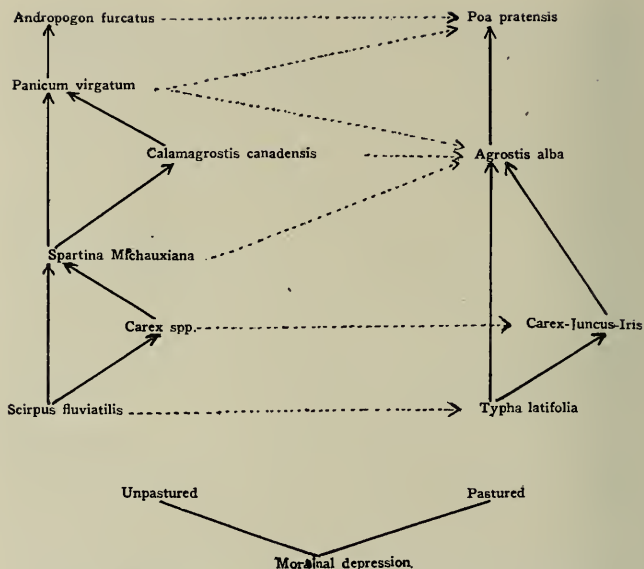 Andropogon furcatus
Poa pratensis
Panicum virgatum
Calamagrostis canadensis
Agrostis alba
Spartina Michauxiana
Carex spp.
Carex-Juncus-Iris
Scirpus fluviatilis
Typha latifolia
Unpastured
Pastured
Morainal depression.